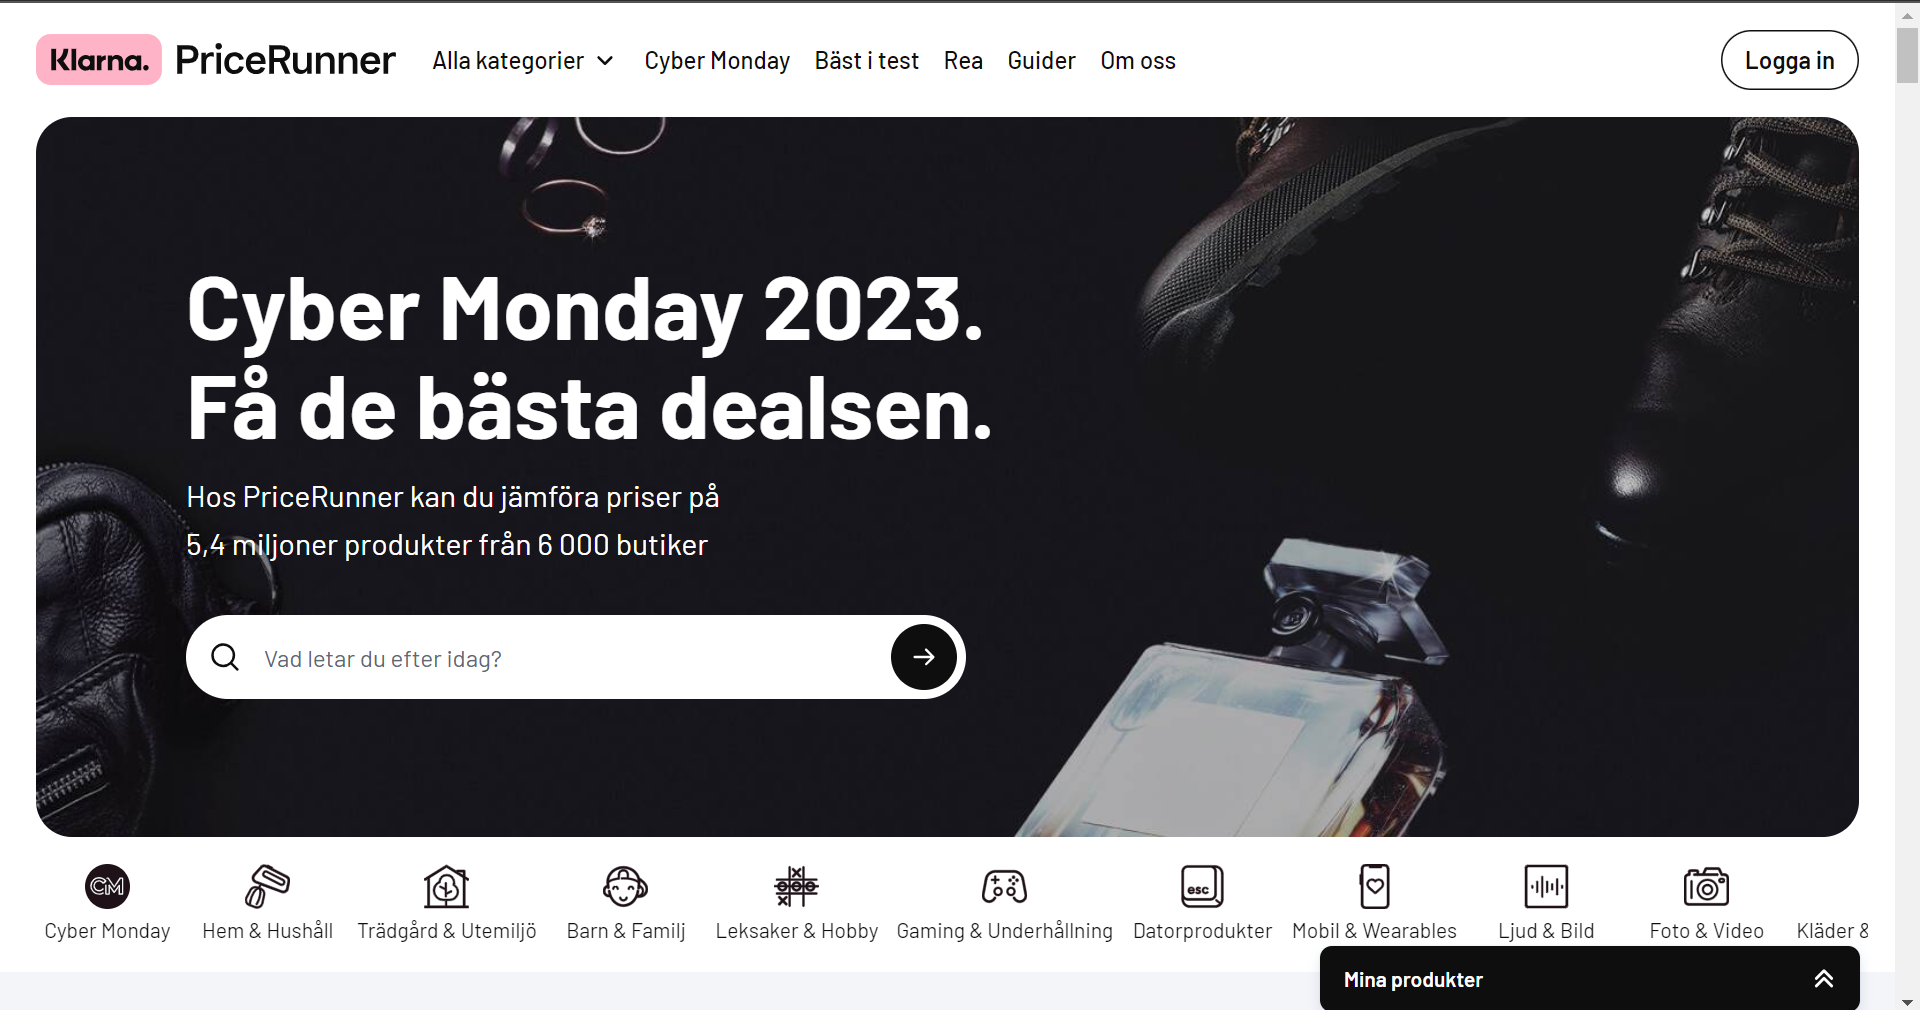 Klarna. PriceRunner
Alla kategorier
Cyber Monday
Bäst i test
Rea
Guider
Om oss
Logga in
Cyber Monday 2023.
Få de bästa dealsen.
Hos PriceRunner kan du jämföra priser på
5,4 miljoner produkter från 6 000 butiker
Vad letar du efter idag?
CM
Cyber Monday
Hem & Hushåll
Trädgård & Utemiljö
Barn & Familj
Leksaker & Hobby
Gaming & Underhållning
esc
Datorprodukter
Mobil & Wearables
Ljud & Bild
Foto & Video
Kläder &
Mina produkter